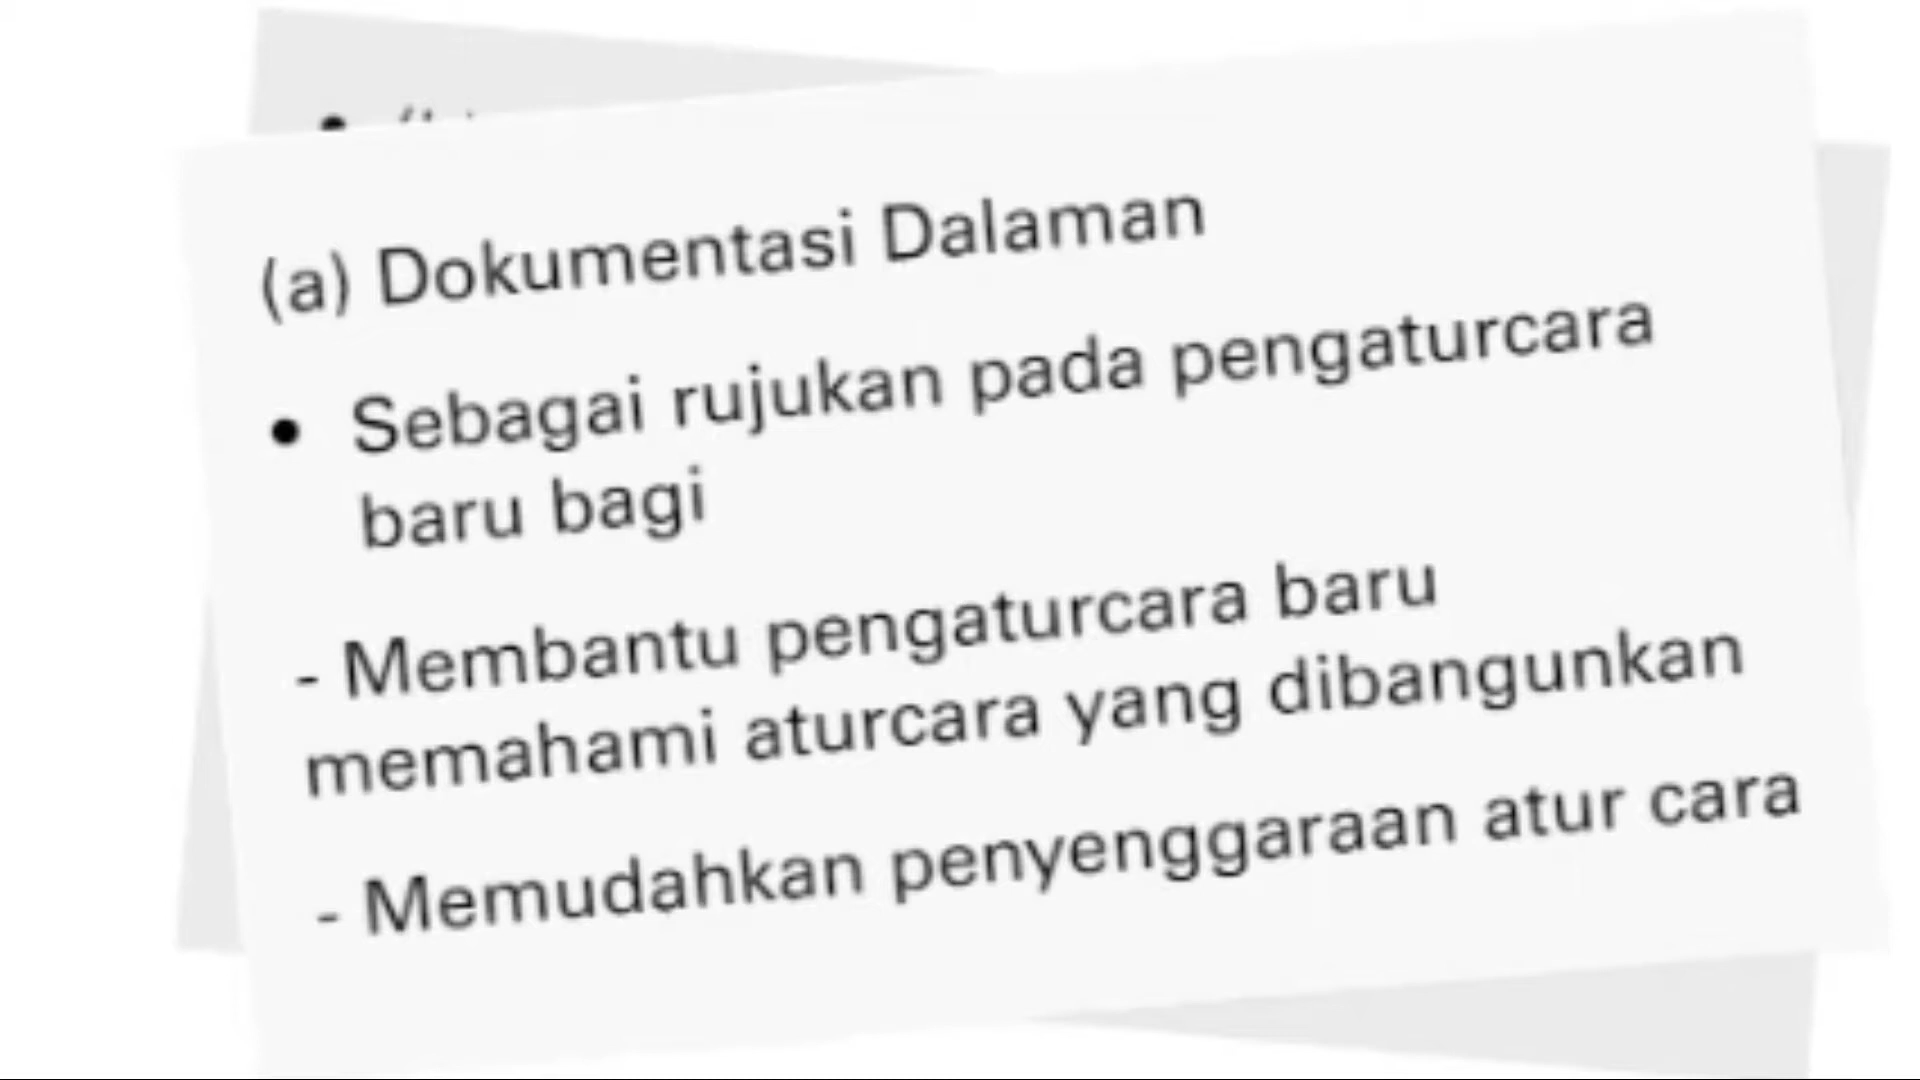 (a) Dokumentasi Dalaman
• Sebagai rujukan pada pengaturcara
baru bagi
- Membantu pengaturcara baru
memahami aturcara yang dibangunkan
- Memudahkan penyenggaraan atur cara